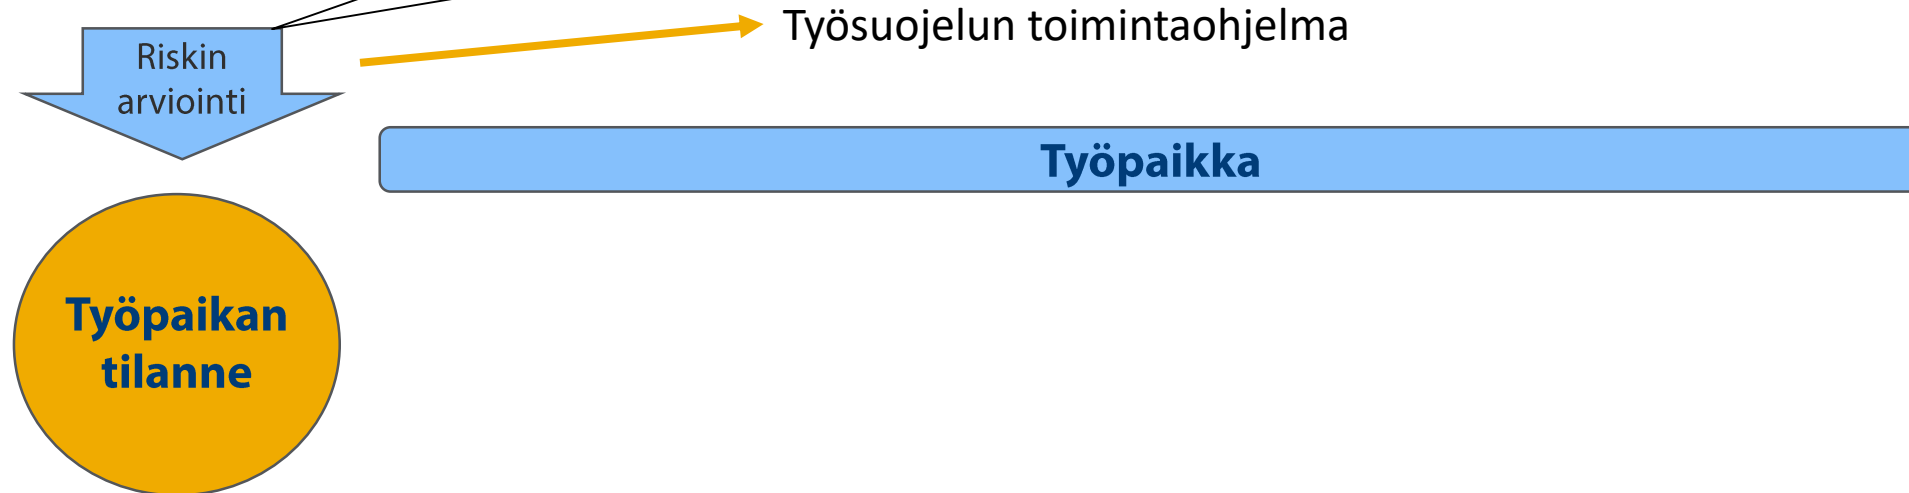 Työsuojelun toimintaohjelma
Riskin
arviointi
Työpaikka
Työpaikan
tilanne